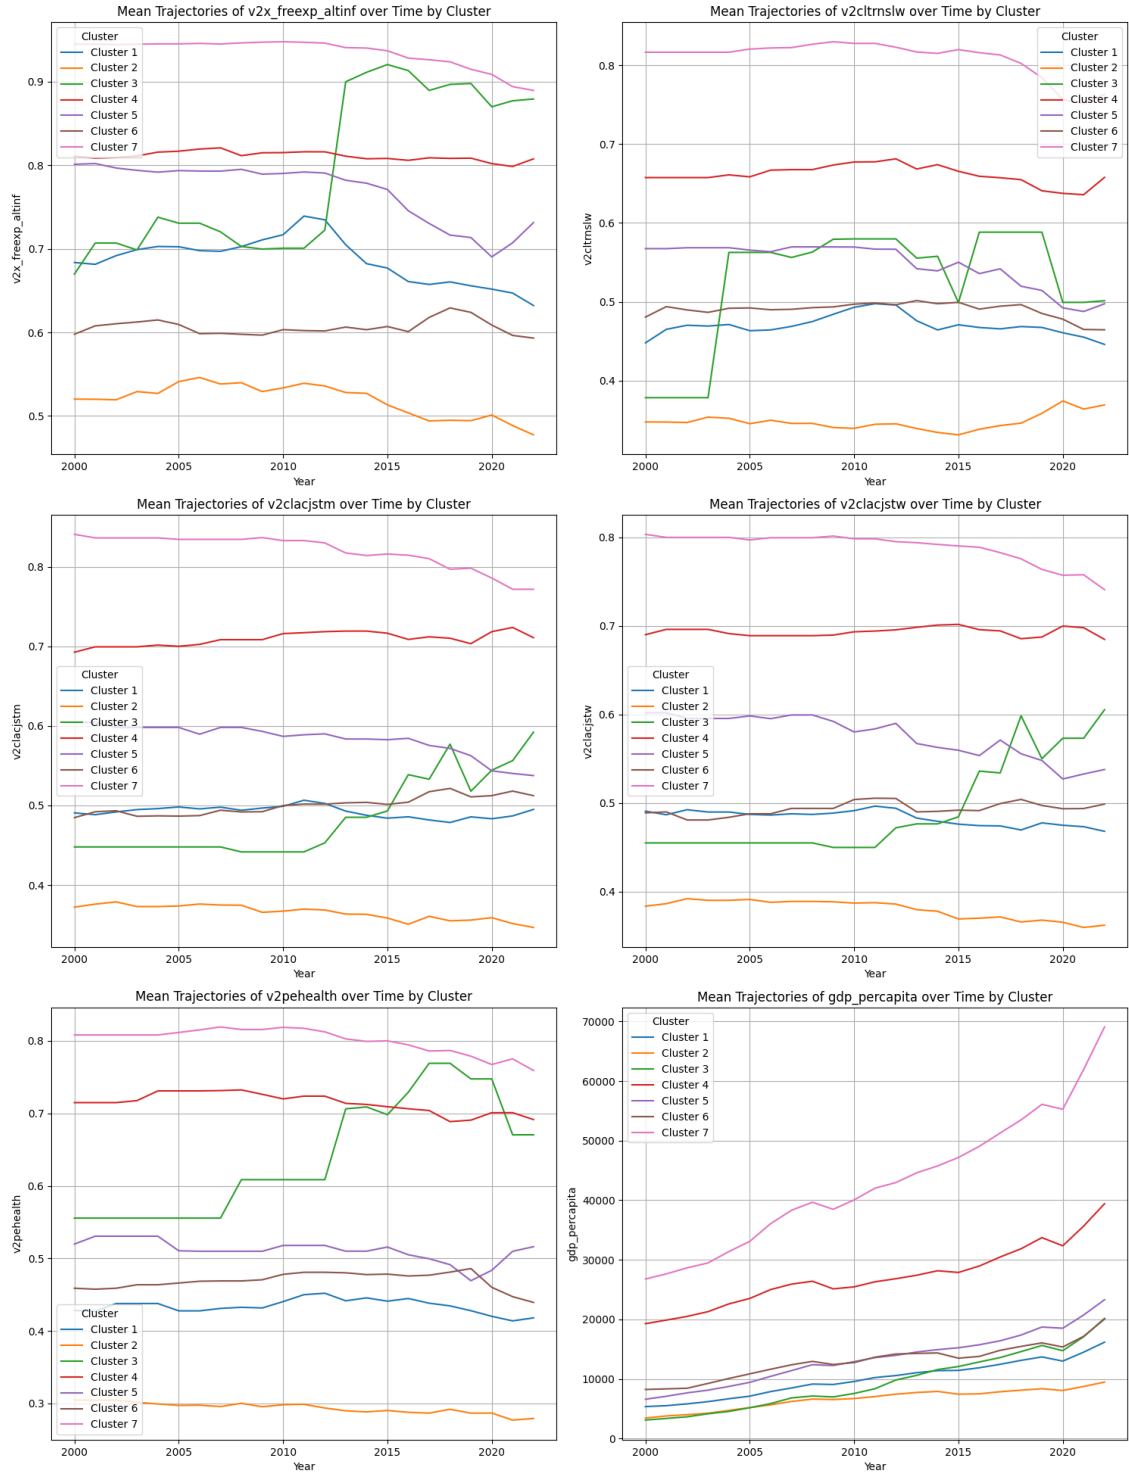 Mean Trajectories of v2x_freexp_altinf over Time by Cluster
Cluster
Cluster 1
Cluster 2
Cluster 3
Cluster 4
Cluster 5
Cluster 6
Cluster 7
0.9
0.8
0.7
0.6
0.5
v2x_freexp_altinf
2000
2005
2010
2015
2020
Year
Mean Trajectories of v2cltrnslw over Time by Cluster
Cluster
Cluster 1
Cluster 2
Cluster 3
Cluster 4
Cluster 5
Cluster 6
Cluster 7
0.8
0.7
0.6
0.5
0.4
v2cltrnslw
2000
2005
2010
2015
2020
Year
Mean Trajectories of v2clacjstm over Time by Cluster
0.8
0.7
0.6
0.5
0.4
v2clacjstm
Cluster
Cluster 1
Cluster 2
Cluster 3
Cluster 4
Cluster 5
Cluster 6
Cluster 7
2000
2005
2010
2015
2020
Year
Mean Trajectories of v2clacjstw over Time by Cluster
0.8
0.7
0.6
0.5
0.4
v2clacjstw
Cluster
Cluster 1
Cluster 2
Cluster 3
Cluster 4
Cluster 5
Cluster 6
Cluster 7
2000
2005
2010
2015
2020
Year
Mean Trajectories of v2pehealth over Time by Cluster
0.8
0.7
0.6
0.5
0.4
0.3
v2pehealth
Cluster
Cluster 1
Cluster 2
Cluster 3
Cluster 4
Cluster 5
Cluster 6
Cluster 7
2000
2005
2010
2015
2020
Year
Mean Trajectories of gdp_percapita over Time by Cluster
Cluster
Cluster 1
Cluster 2
Cluster 3
Cluster 4
Cluster 5
Cluster 6
Cluster 7
70000
60000
50000
40000
30000
20000
10000
0
gdp_percapita
2000
2005
2010
2015
2020
Year